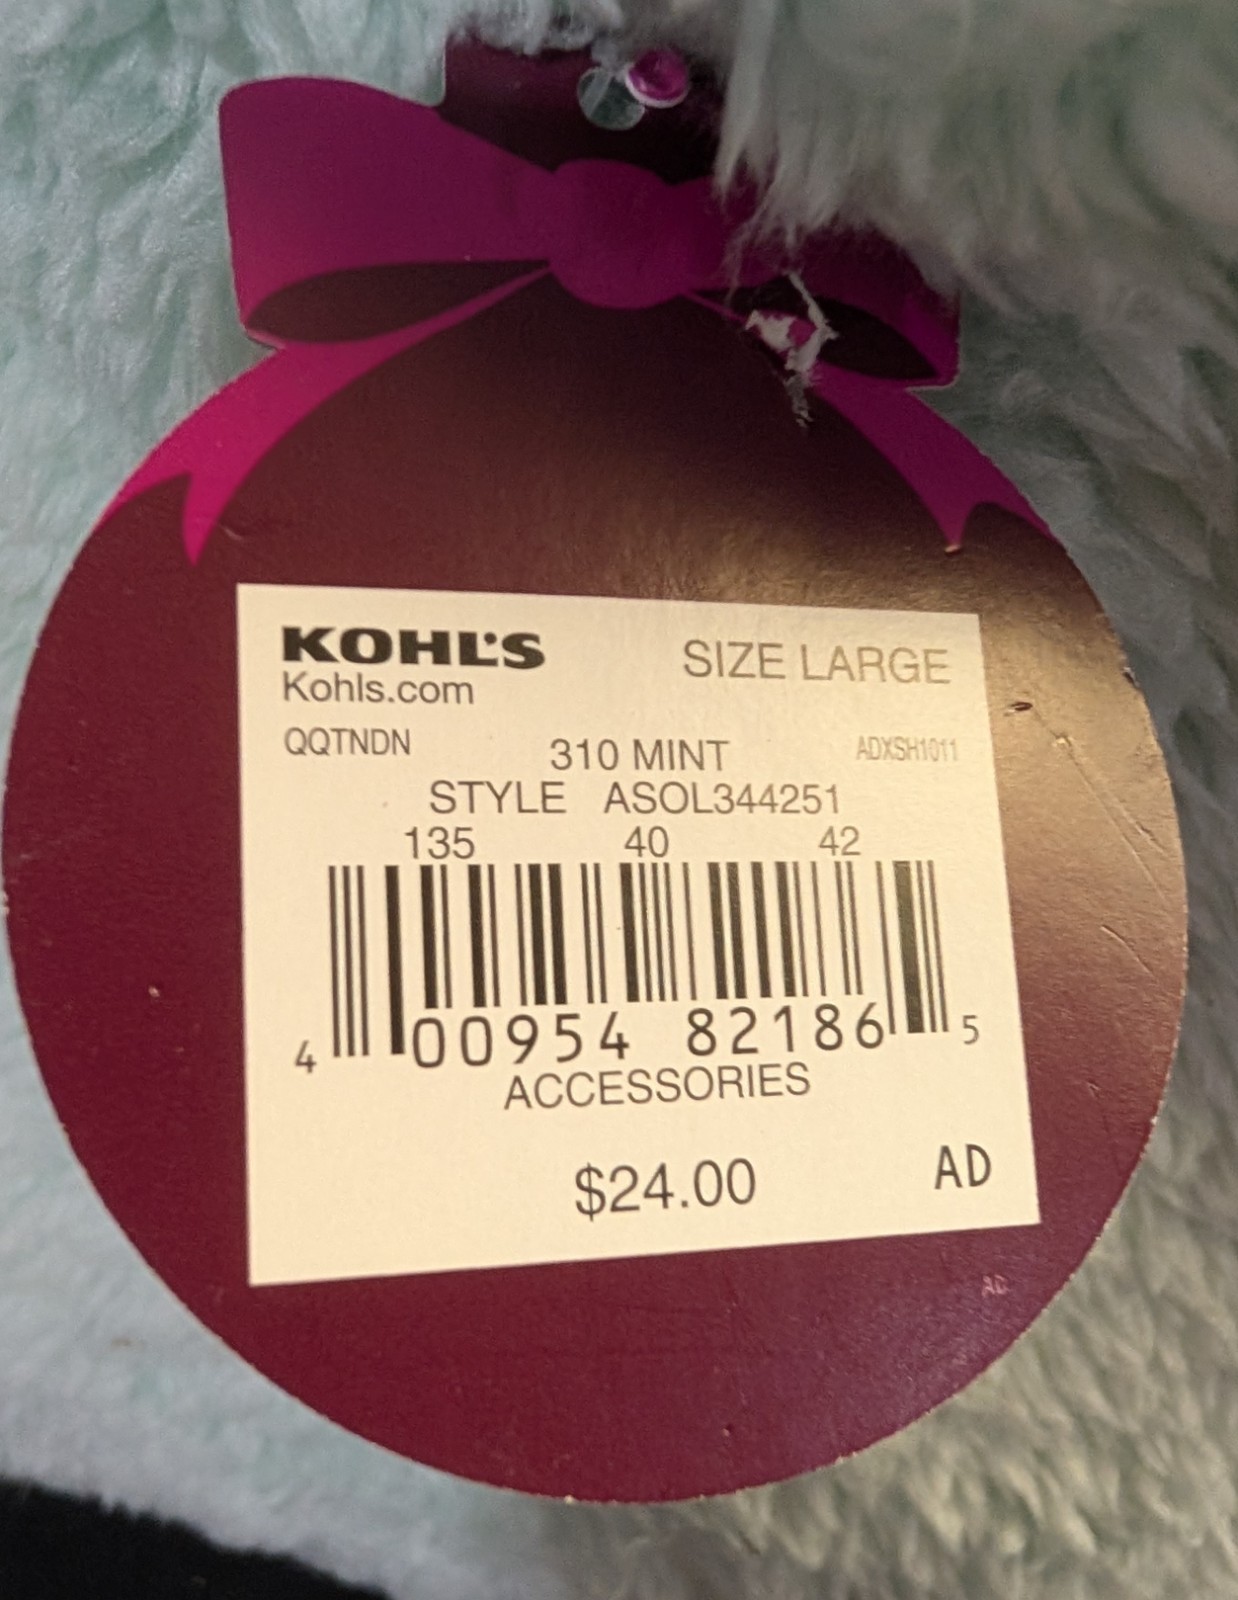 KOHL'S
SIZE LARGE
Kohls.com
QQTNDN
310 MINT
ADXSH1011
STYLE ASOL344251
135 40 42
4 00954 82186 5
ACCESSORIES
$24.00
AD
AD